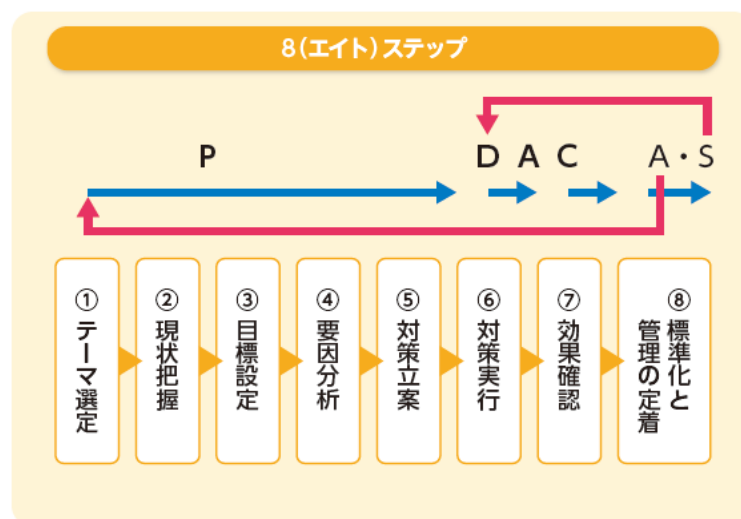 8(エイト)ステップ
P
D A C
A・S
① テーマ選定
② 現状把握
③ 目標設定
④ 要因分析
⑤ 対策立案
⑥ 対策実行
⑦ 効果確認
⑧ 標準化と
管理の定着